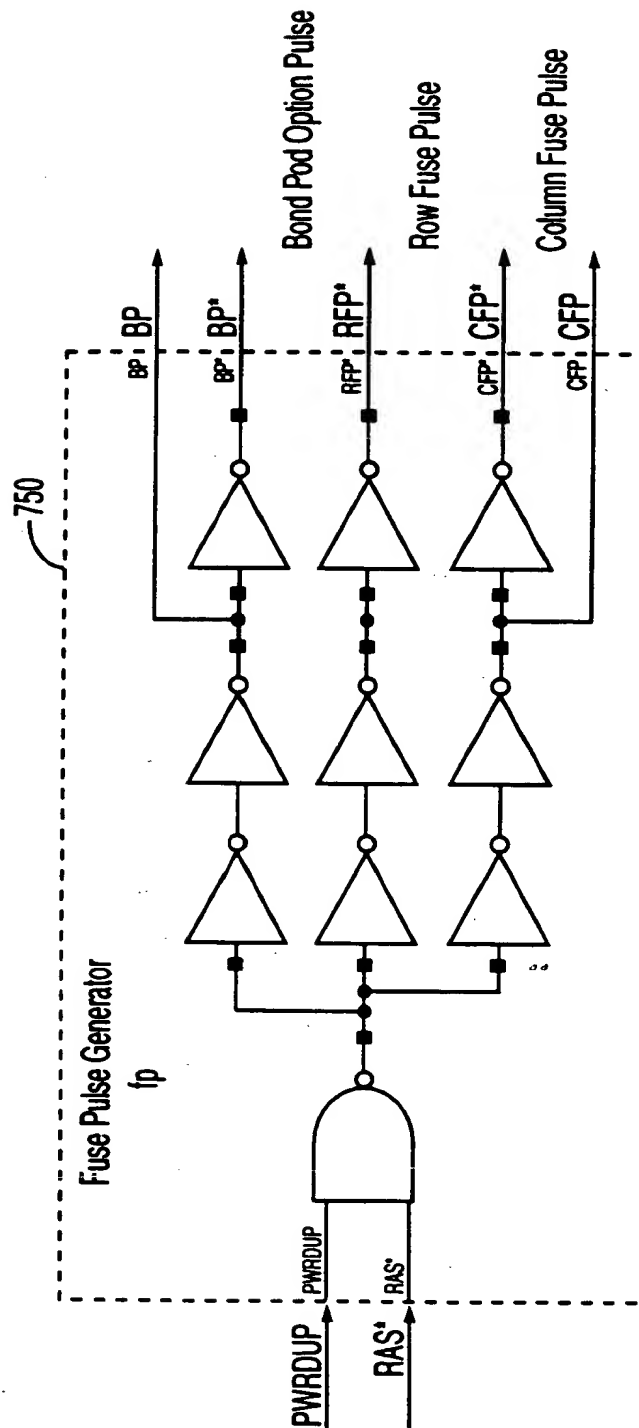 750
Fuse Pulse Generator
fp
PWRDUP
PWRDUP
RAS*
RAS*
BP
BP
BP*
BP*
Bond Pod Option Pulse
RFP*
RFP*
Row Fuse Pulse
CFP*
CFP*
Column Fuse Pulse
CFP
CFP